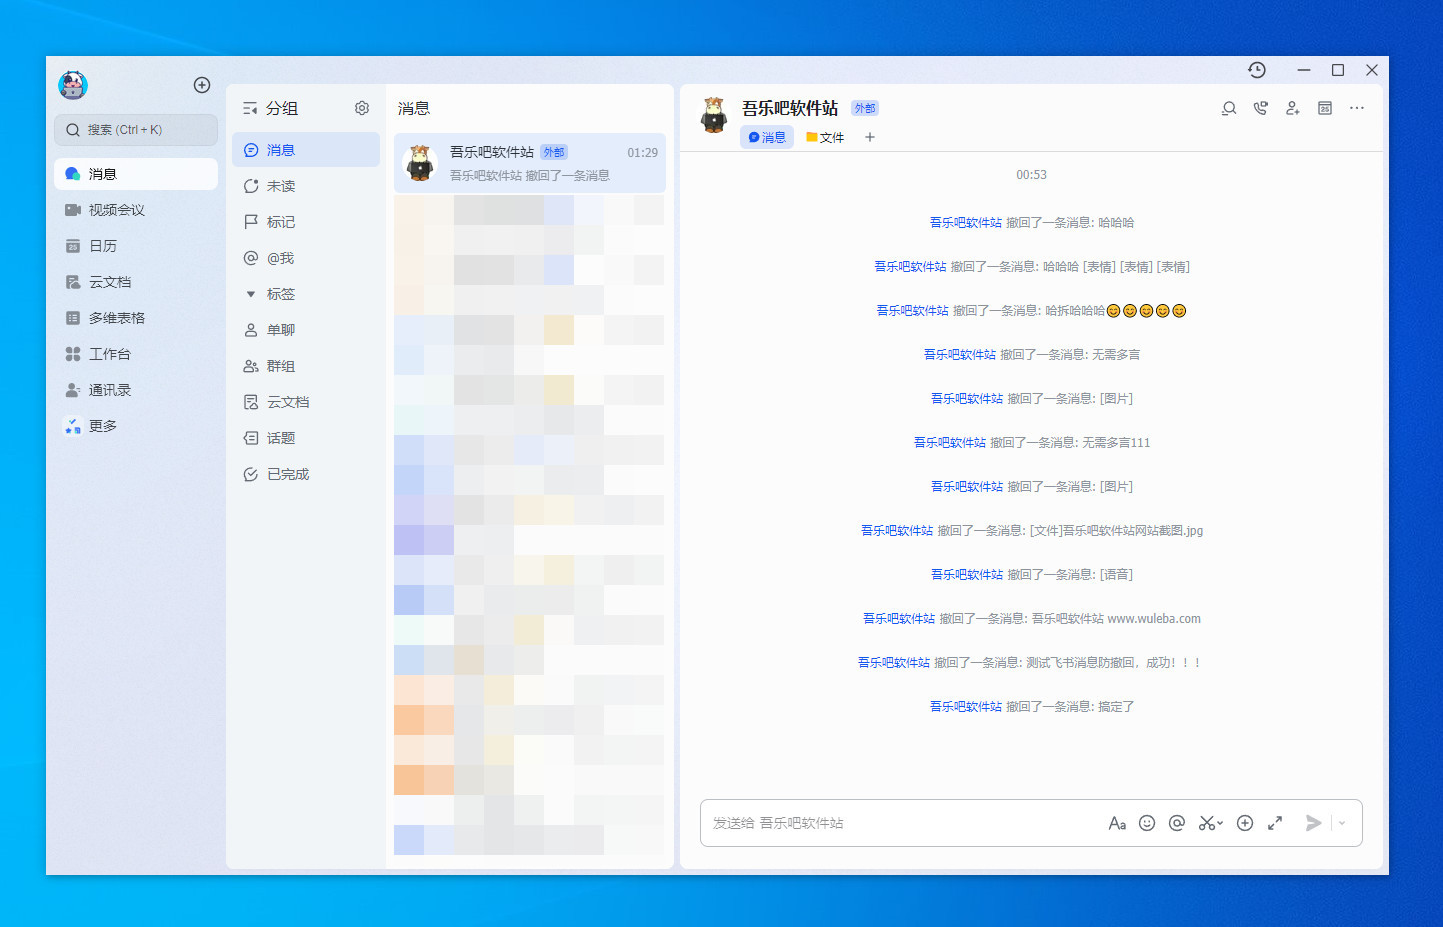 搜索 (Ctrl + K)
消息
视频会议
日历
云文档
多维表格
工作台
通讯录
更多
分组
消息
未读
标记
@我
标签
单聊
群组
云文档
话题
已完成
消息
吾乐吧软件站 外部 01:29
吾乐吧软件站 撤回了一条消息
吾乐吧软件站 外部
消息 文件
00:53
吾乐吧软件站 撤回了一条消息: 哈哈哈
吾乐吧软件站 撤回了一条消息: 哈哈哈 [表情] [表情] [表情]
吾乐吧软件站 撤回了一条消息: 哈拆哈哈哈😊😊😊😊😊
吾乐吧软件站 撤回了一条消息: 无需多言
吾乐吧软件站 撤回了一条消息: [图片]
吾乐吧软件站 撤回了一条消息: 无需多言111
吾乐吧软件站 撤回了一条消息: [图片]
吾乐吧软件站 撤回了一条消息: [文件]吾乐吧软件站网站截图.jpg
吾乐吧软件站 撤回了一条消息: [语音]
吾乐吧软件站 撤回了一条消息: 吾乐吧软件站 www.wuleba.com
吾乐吧软件站 撤回了一条消息: 测试飞书消息防撤回，成功！！！
吾乐吧软件站 撤回了一条消息: 搞定了
发送给 吾乐吧软件站
Aa